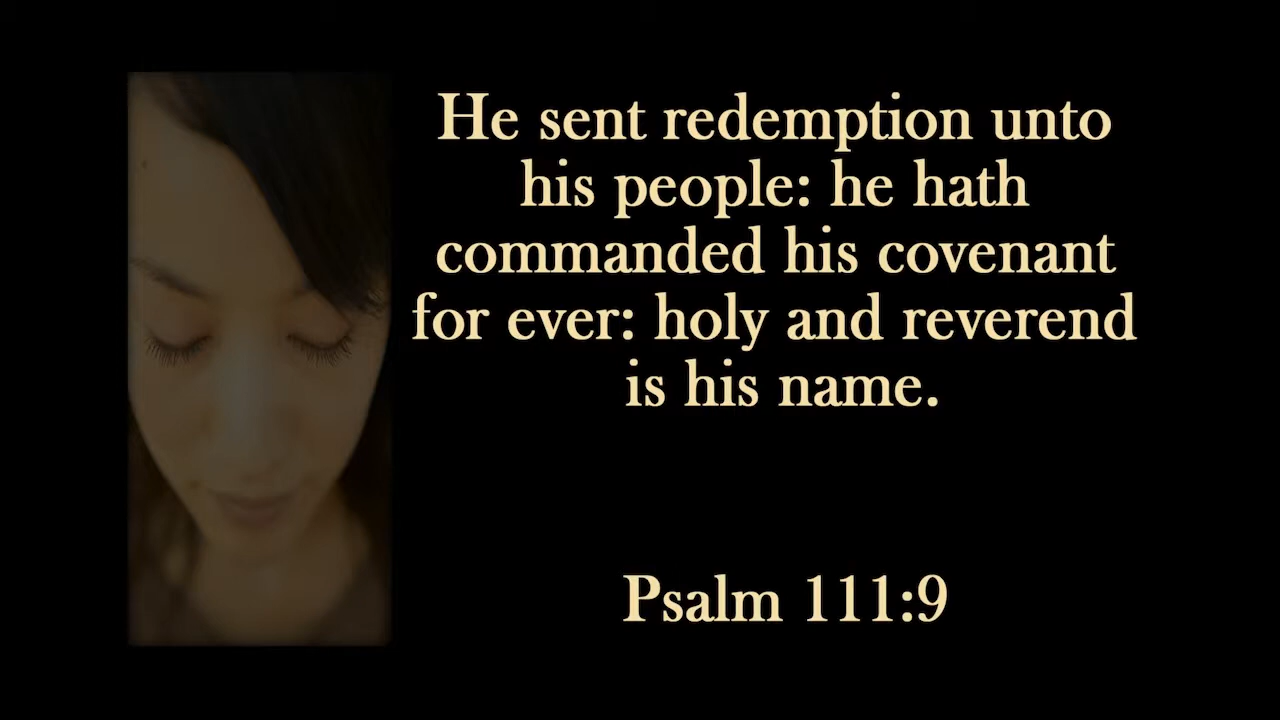 He sent redemption unto
his people: he hath
commanded his covenant
for ever: holy and reverend
is his name.
Psalm 111:9